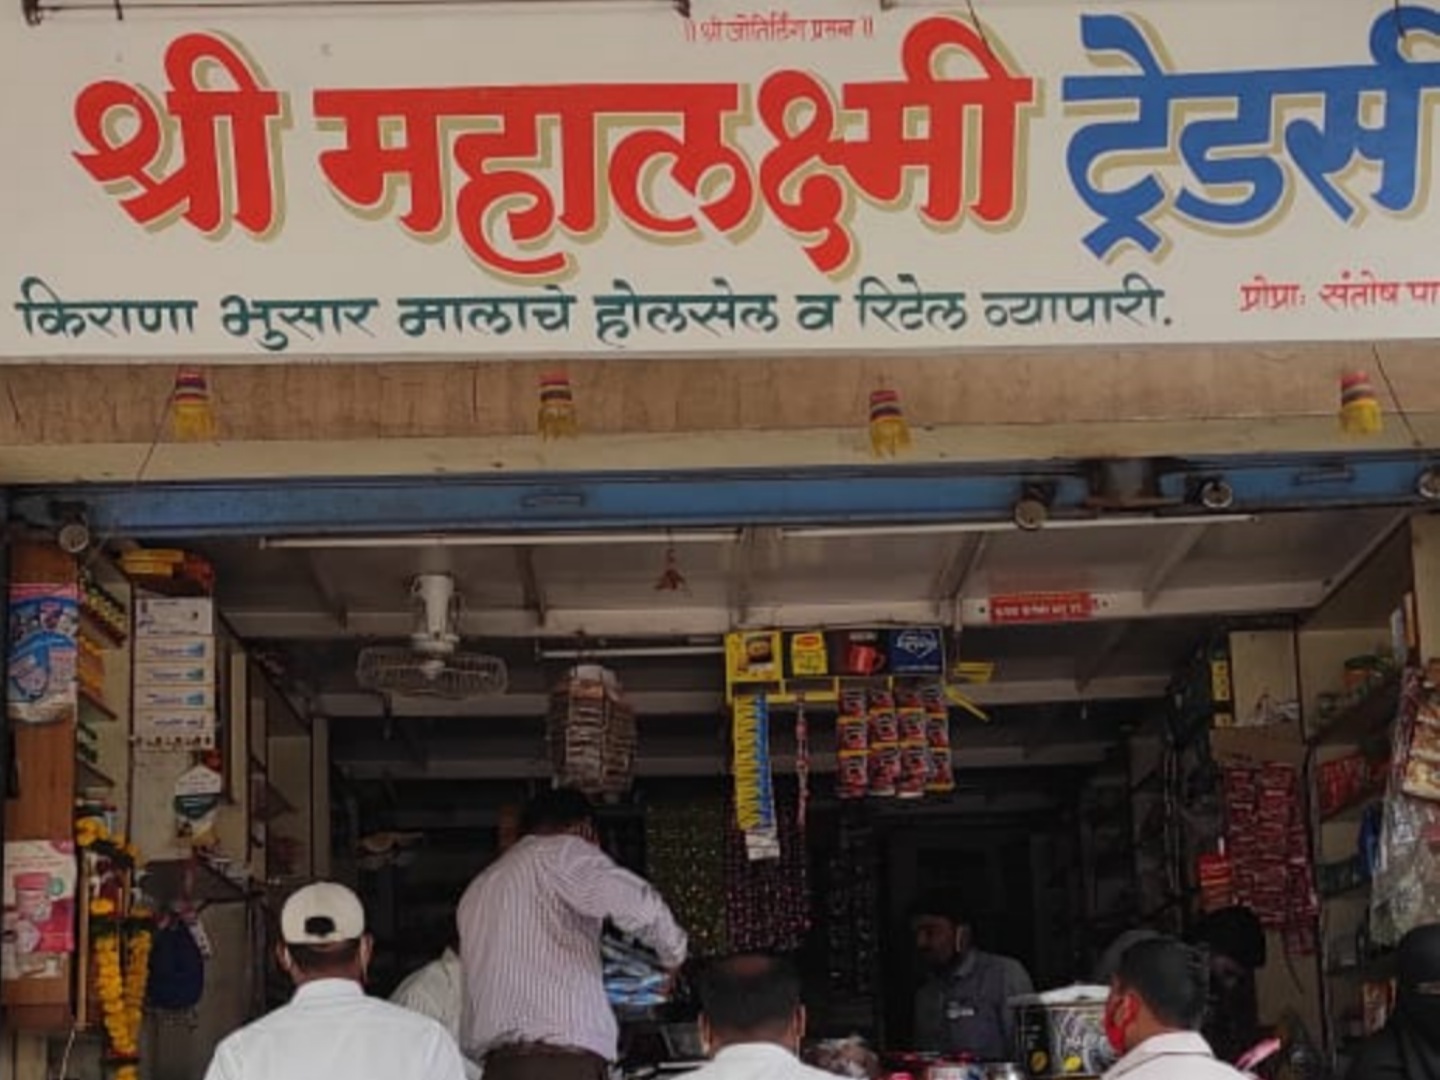 ॥ श्री जोतिर्लिंग प्रसन्न ॥
श्री महालक्ष्मी ट्रेडर्स
किराणा भुसार मालाचे होलसेल व रिटेल व्यापारी.
प्रोप्रा: संतोष पा